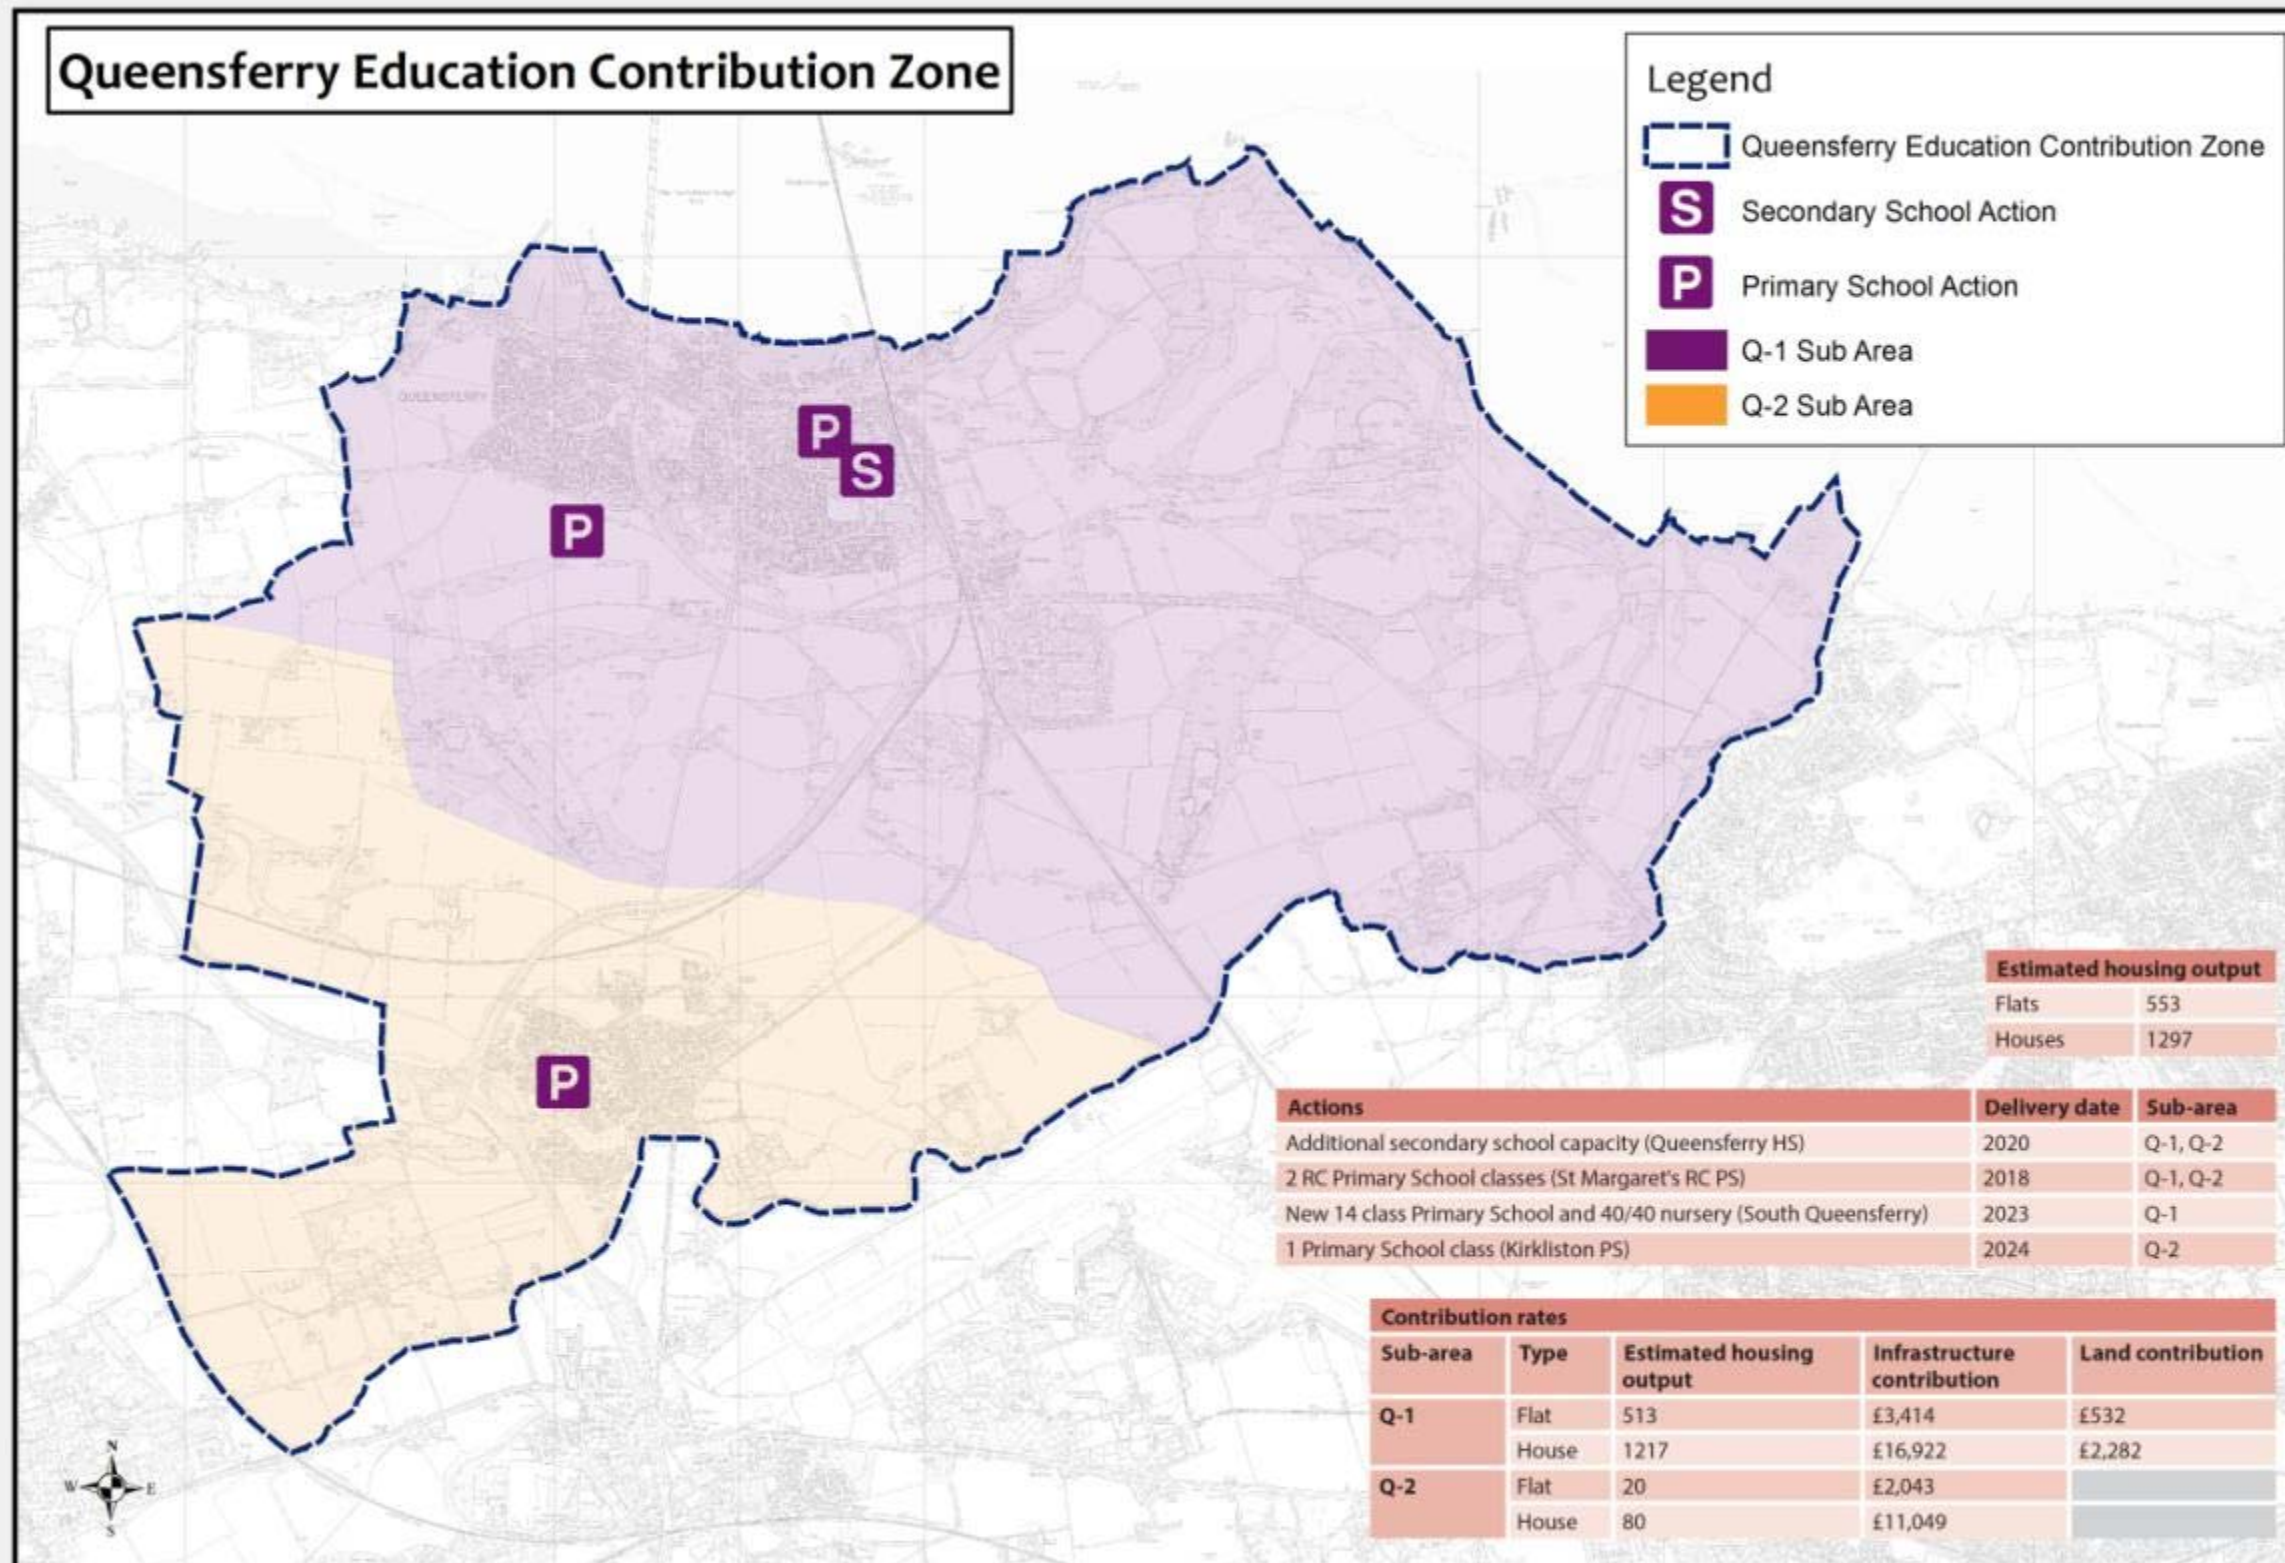 Queensferry Education Contribution Zone
Legend
Queensferry Education Contribution Zone
S Secondary School Action
P Primary School Action
Q-1 Sub Area
Q-2 Sub Area
QUEENSFERRY
P
S
P
P
Estimated housing output
Flats 553
Houses 1297
Actions Delivery date Sub-area
Additional secondary school capacity (Queensferry HS) 2020 Q-1, Q-2
2 RC Primary School classes (St Margaret's RC PS) 2018 Q-1, Q-2
New 14 class Primary School and 40/40 nursery (South Queensferry) 2023 Q-1
1 Primary School class (Kirkliston PS) 2024 Q-2
Contribution rates
Sub-area Type Estimated housing output Infrastructure contribution Land contribution
Q-1 Flat 513 £3,414 £532
House 1217 £16,922 £2,282
Q-2 Flat 20 £2,043
House 80 £11,049
N
W E
S